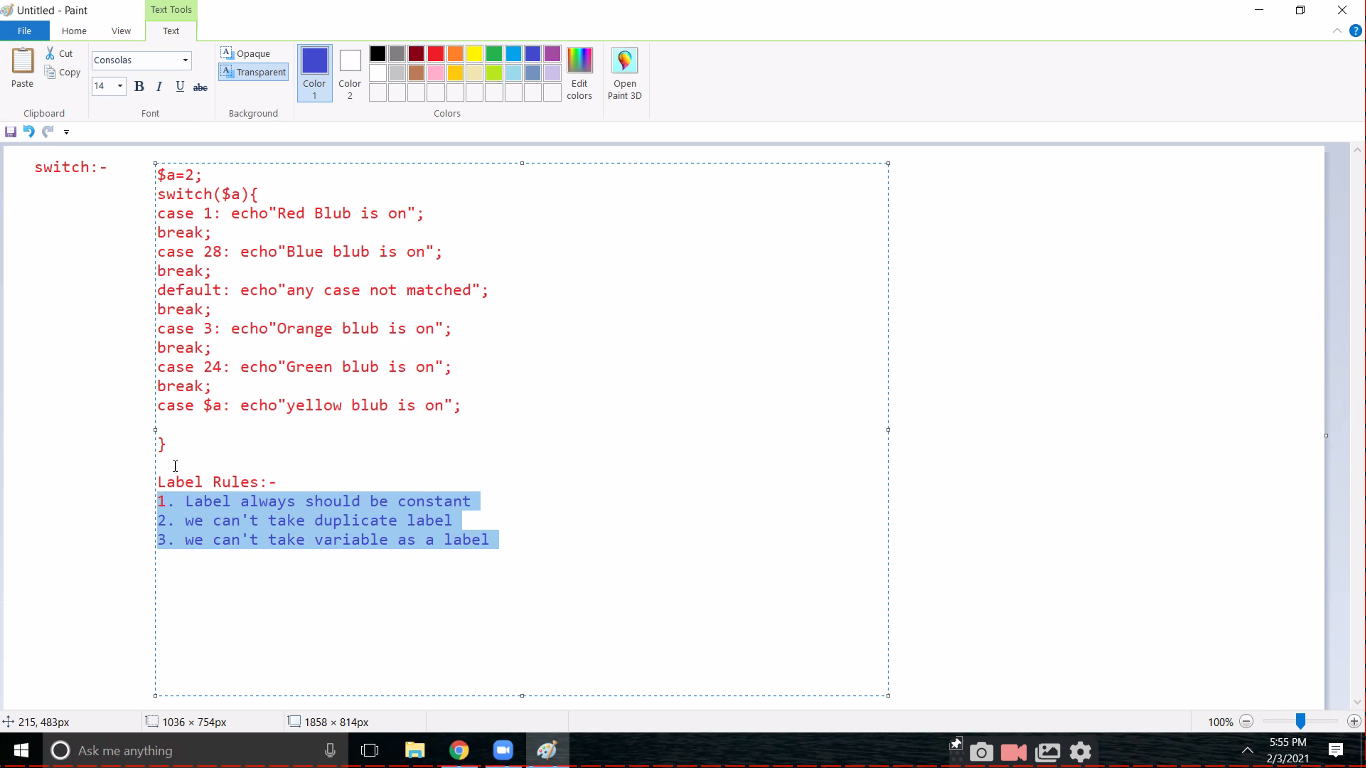 Untitled - Paint
Text Tools
File
Home
View
Text
Paste
Cut
Copy
Clipboard
Consolas
14
B
I
U
abc
Font
A
Opaque
A
Transparent
Background
Color
1
Color
2
Edit
colors
Colors
Open
Paint 3D
switch:-
$a=2;
switch($a){
case 1: echo"Red Blub is on";
break;
case 28: echo"Blue blub is on";
break;
default: echo"any case not matched";
break;
case 3: echo"Orange blub is on";
break;
case 24: echo"Green blub is on";
break;
case $a: echo"yellow blub is on";
}
Label Rules:-
1. Label always should be constant
2. we can't take duplicate label
3. we can't take variable as a label
215, 483px
1036 × 754px
1858 × 814px
100%
Ask me anything
5:55 PM
2/3/2021